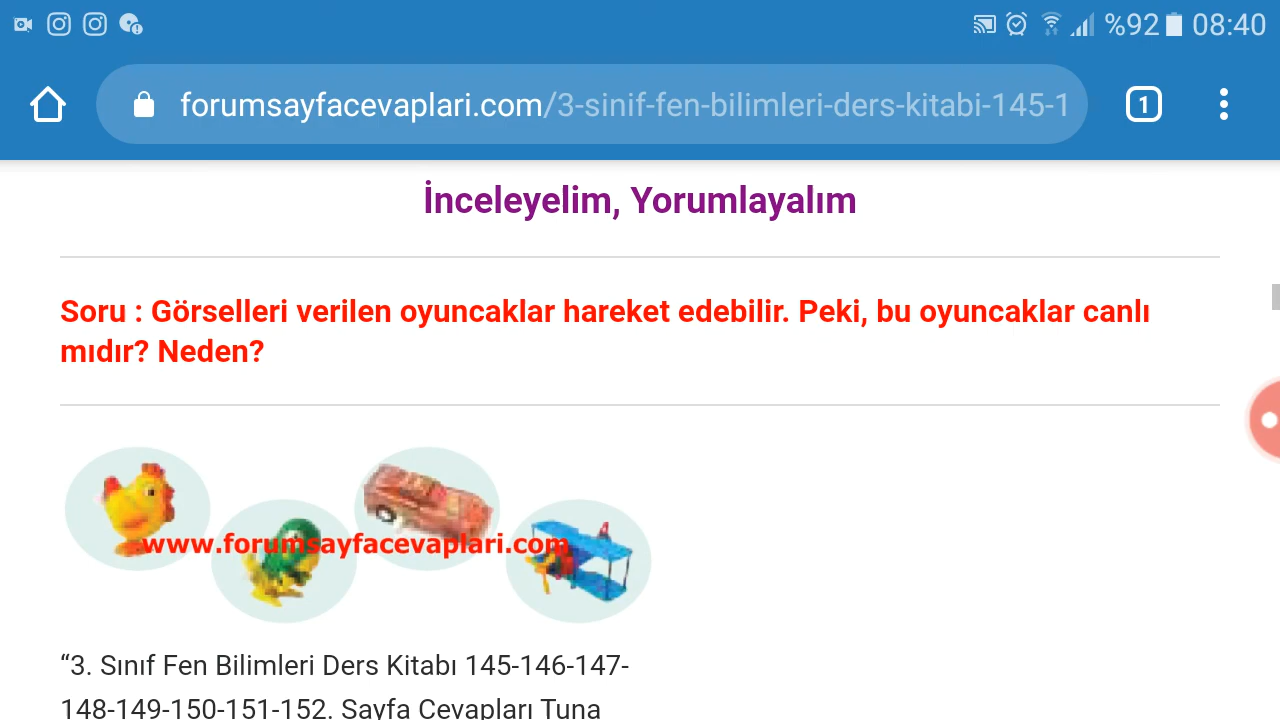 %92 08:40
forumsayfacevaplari.com/3-sinif-fen-bilimleri-ders-kitabi-145-1
1
İnceleyelim, Yorumlayalım
Soru : Görselleri verilen oyuncaklar hareket edebilir. Peki, bu oyuncaklar canlı
mıdır? Neden?
www.forumsayfacevaplari.com
“3. Sınıf Fen Bilimleri Ders Kitabı 145-146-147-
148-149-150-151-152. Sayfa Cevapları Tuna